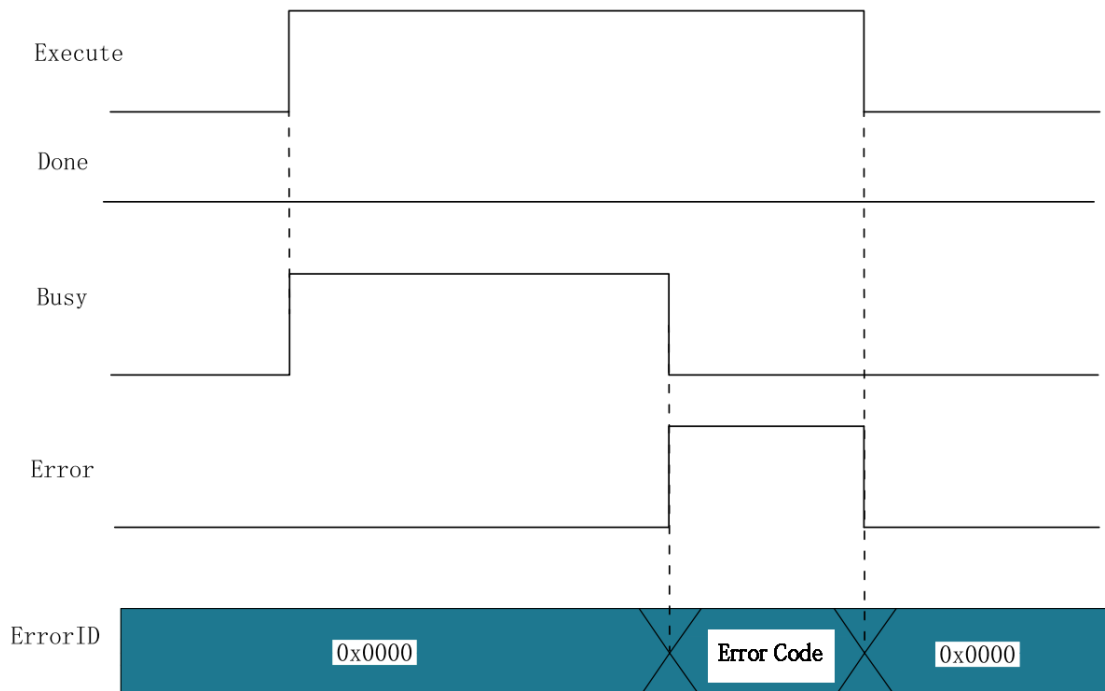 Execute
Done
Busy
Error
ErrorID
0x0000
Error Code
0x0000